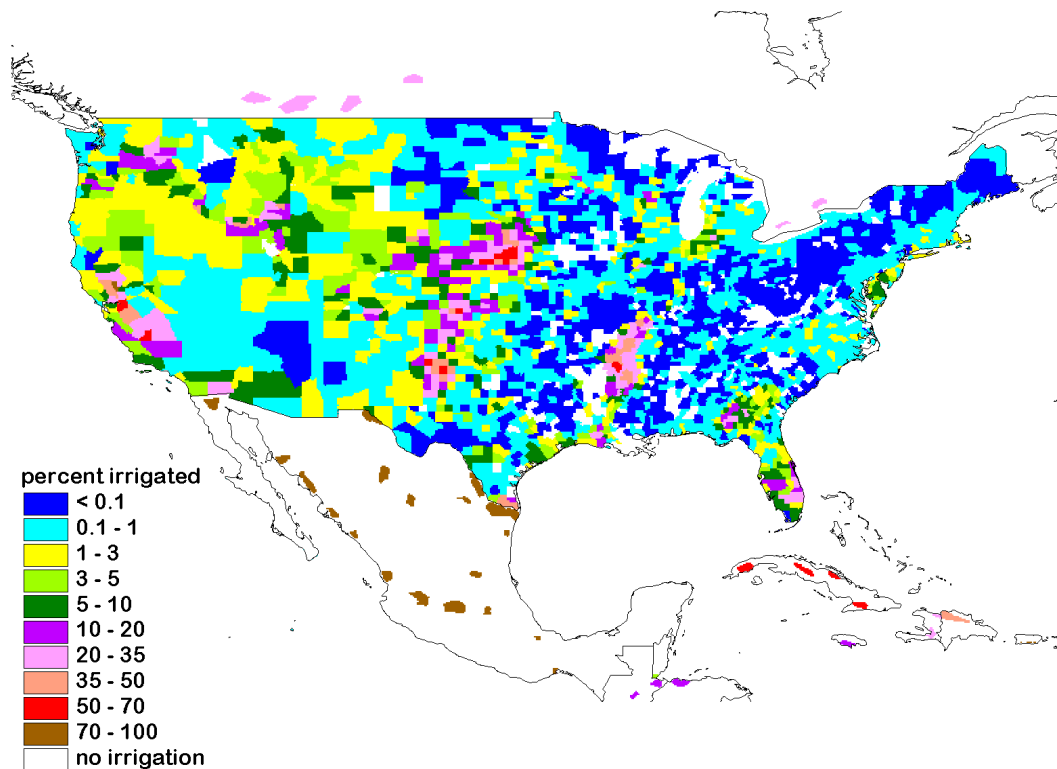 percent irrigated
< 0.1
0.1 - 1
1 - 3
3 - 5
5 - 10
10 - 20
20 - 35
35 - 50
50 - 70
70 - 100
no irrigation